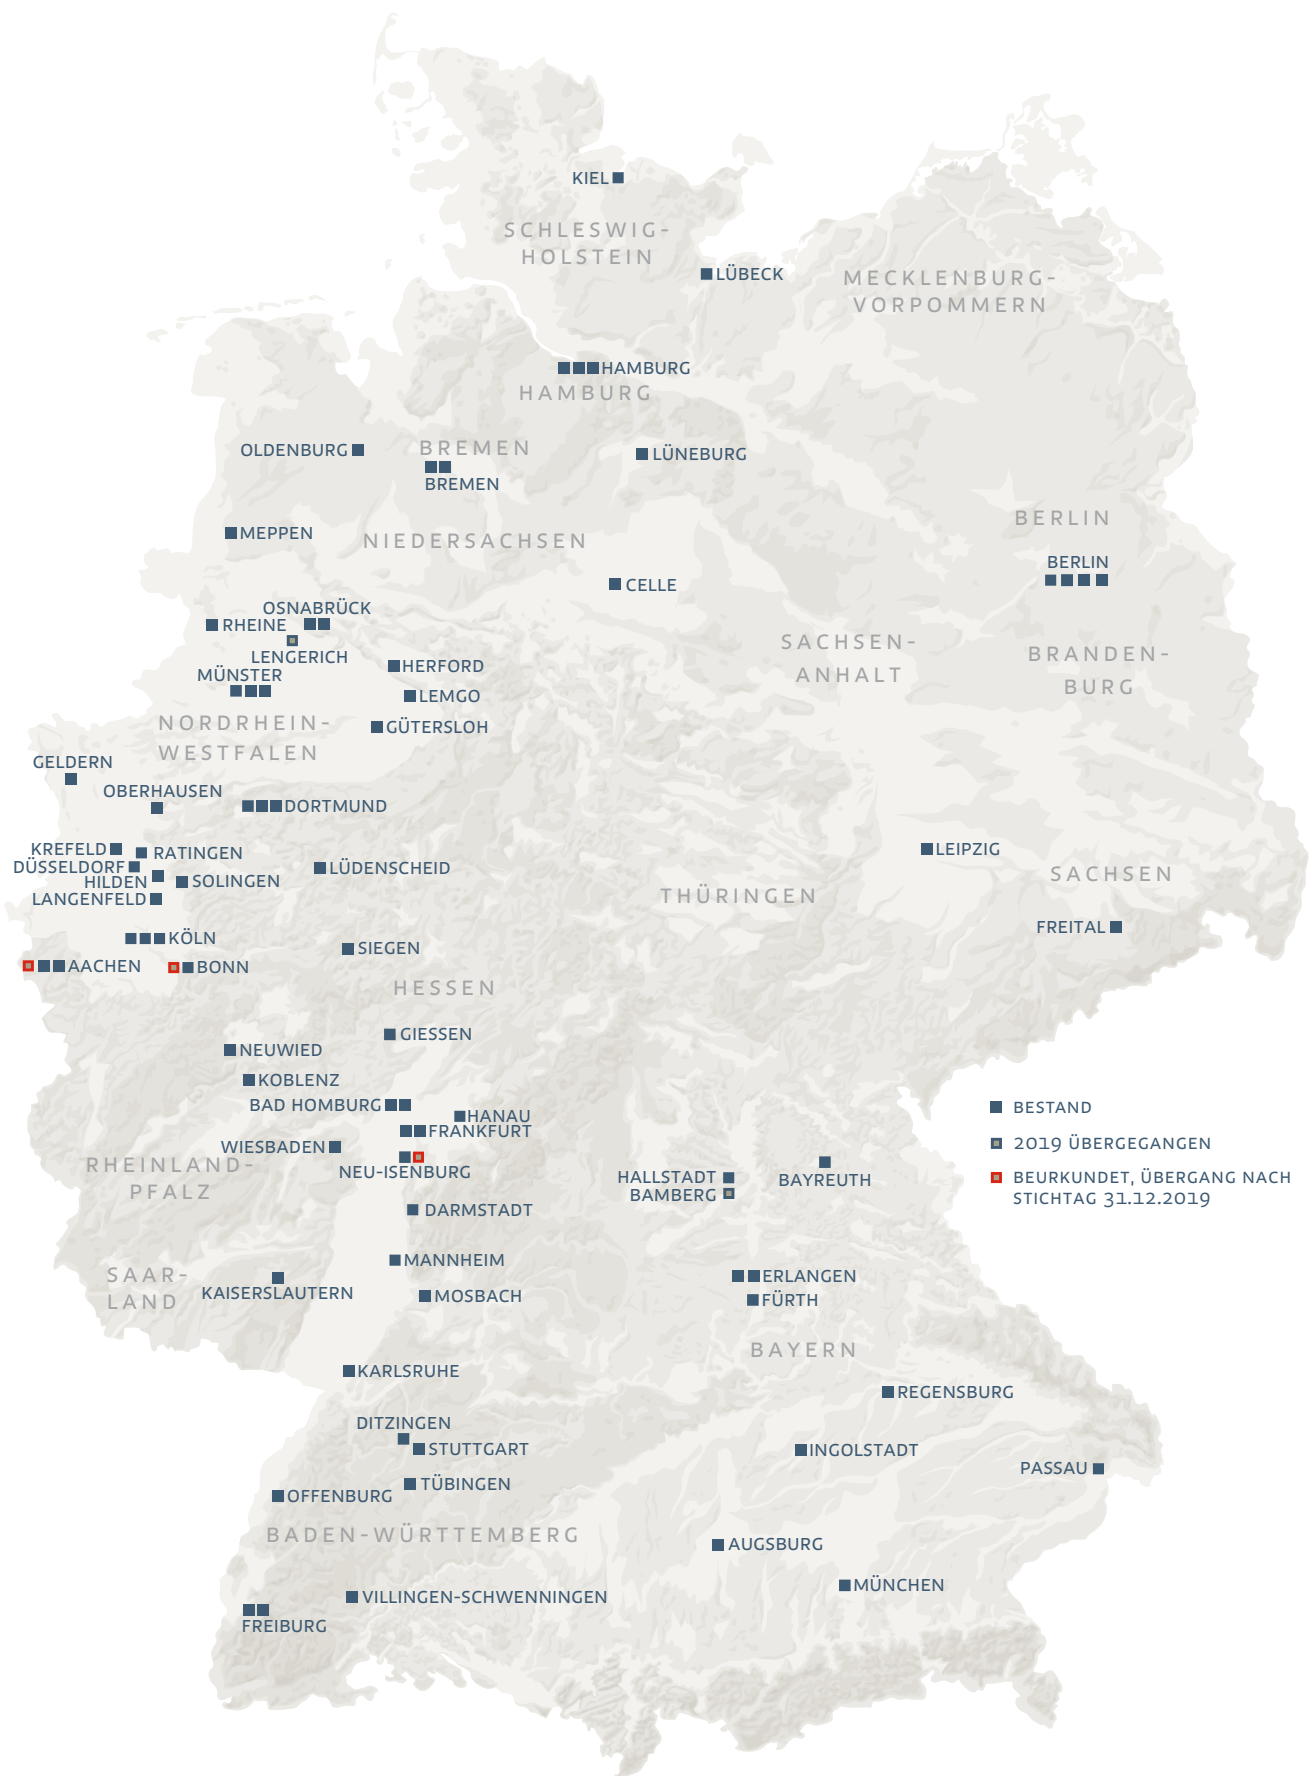 KIEL
SCHLESWIG-
HOLSTEIN
LÜBECK
MECKLENBURG-
VORPOMMERN
HAMBURG
HAMBURG
OLDENBURG
BREMEN
LÜNEBURG
BREMEN
MEPPEN
NIEDERSACHSEN
BERLIN
BERLIN
CELLE
OSNABRÜCK
RHEINE
LENGERICH
HERFORD
MÜNSTER
LEMGO
SACHSEN-
ANHALT
BRANDEN-
BURG
NORDRHEIN-
WESTFALEN
GÜTERSLOH
GELDERN
OBERHAUSEN
DORTMUND
KREFELD
RATINGEN
DÜSSELDORF
HILDEN
SOLINGEN
LANGENFELD
LÜDENSCHEID
LEIPZIG
SACHSEN
THÜRINGEN
FREITAL
KÖLN
SIEGEN
AACHEN
BONN
HESSEN
GIESSEN
NEUWIED
KOBLENZ
BAD HOMBURG
HANAU
FRANKFURT
WIESBADEN
NEU-ISENBURG
RHEINLAND-
PFALZ
DARMSTADT
HALLSTADT
BAMBERG
BAYREUTH
BESTAND
2019 ÜBERGEGANGEN
BEURKUNDET, ÜBERGANG NACH
STICHTAG 31.12.2019
MANNHEIM
SAAR-
LAND
KAISERSLAUTERN
MOSBACH
ERLANGEN
FÜRTH
BAYERN
KARLSRUHE
REGENSBURG
DITZINGEN
STUTTGART
INGOLSTADT
PASSAU
TÜBINGEN
OFFENBURG
BADEN-WÜRTTEMBERG
AUGSBURG
MÜNCHEN
VILLINGEN-SCHWENNINGEN
FREIBURG